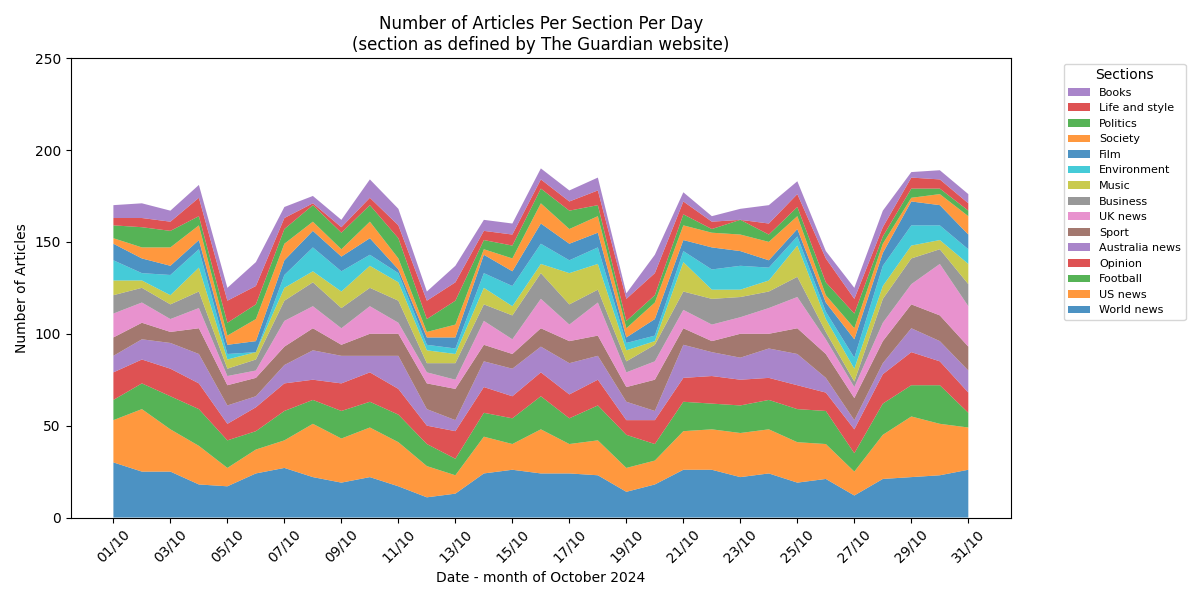 Number of Articles Per Section Per Day
(section as defined by The Guardian website)
Number of Articles
250
200
150
100
50
0
01/10
03/10
05/10
07/10
09/10
11/10
13/10
15/10
17/10
19/10
21/10
23/10
25/10
27/10
29/10
31/10
Date - month of October 2024
Sections
Books
Life and style
Politics
Society
Film
Environment
Music
Business
UK news
Sport
Australia news
Opinion
Football
US news
World news